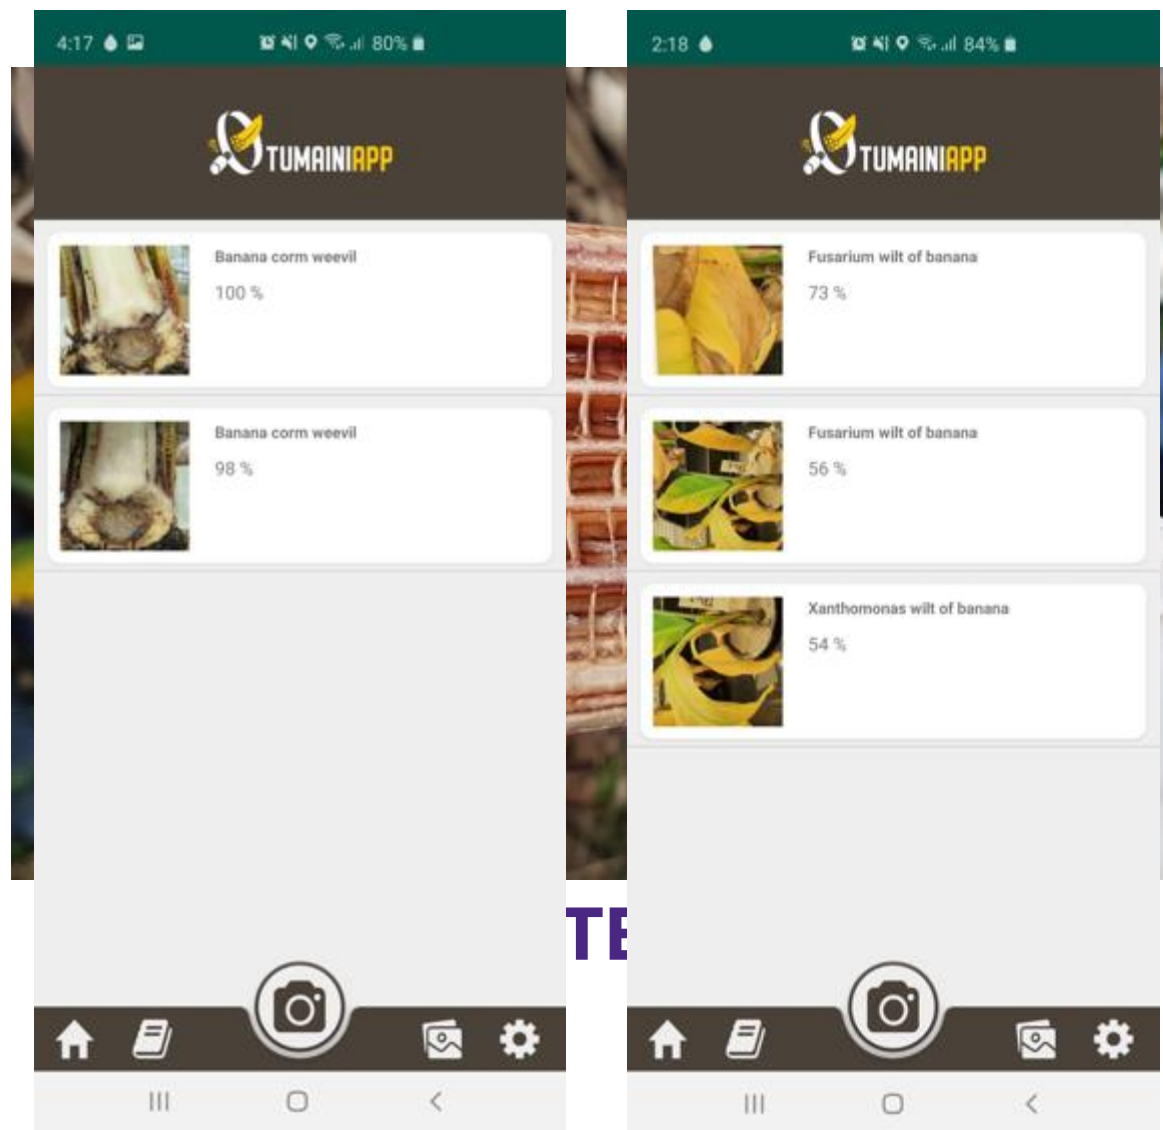 4:17
80%
TUMAINIAPP
Banana corm weevil
100 %
Banana corm weevil
98 %
2:18
84%
TUMAINIAPP
Fusarium wilt of banana
73 %
Fusarium wilt of banana
56 %
Xanthomonas wilt of banana
54 %
TE